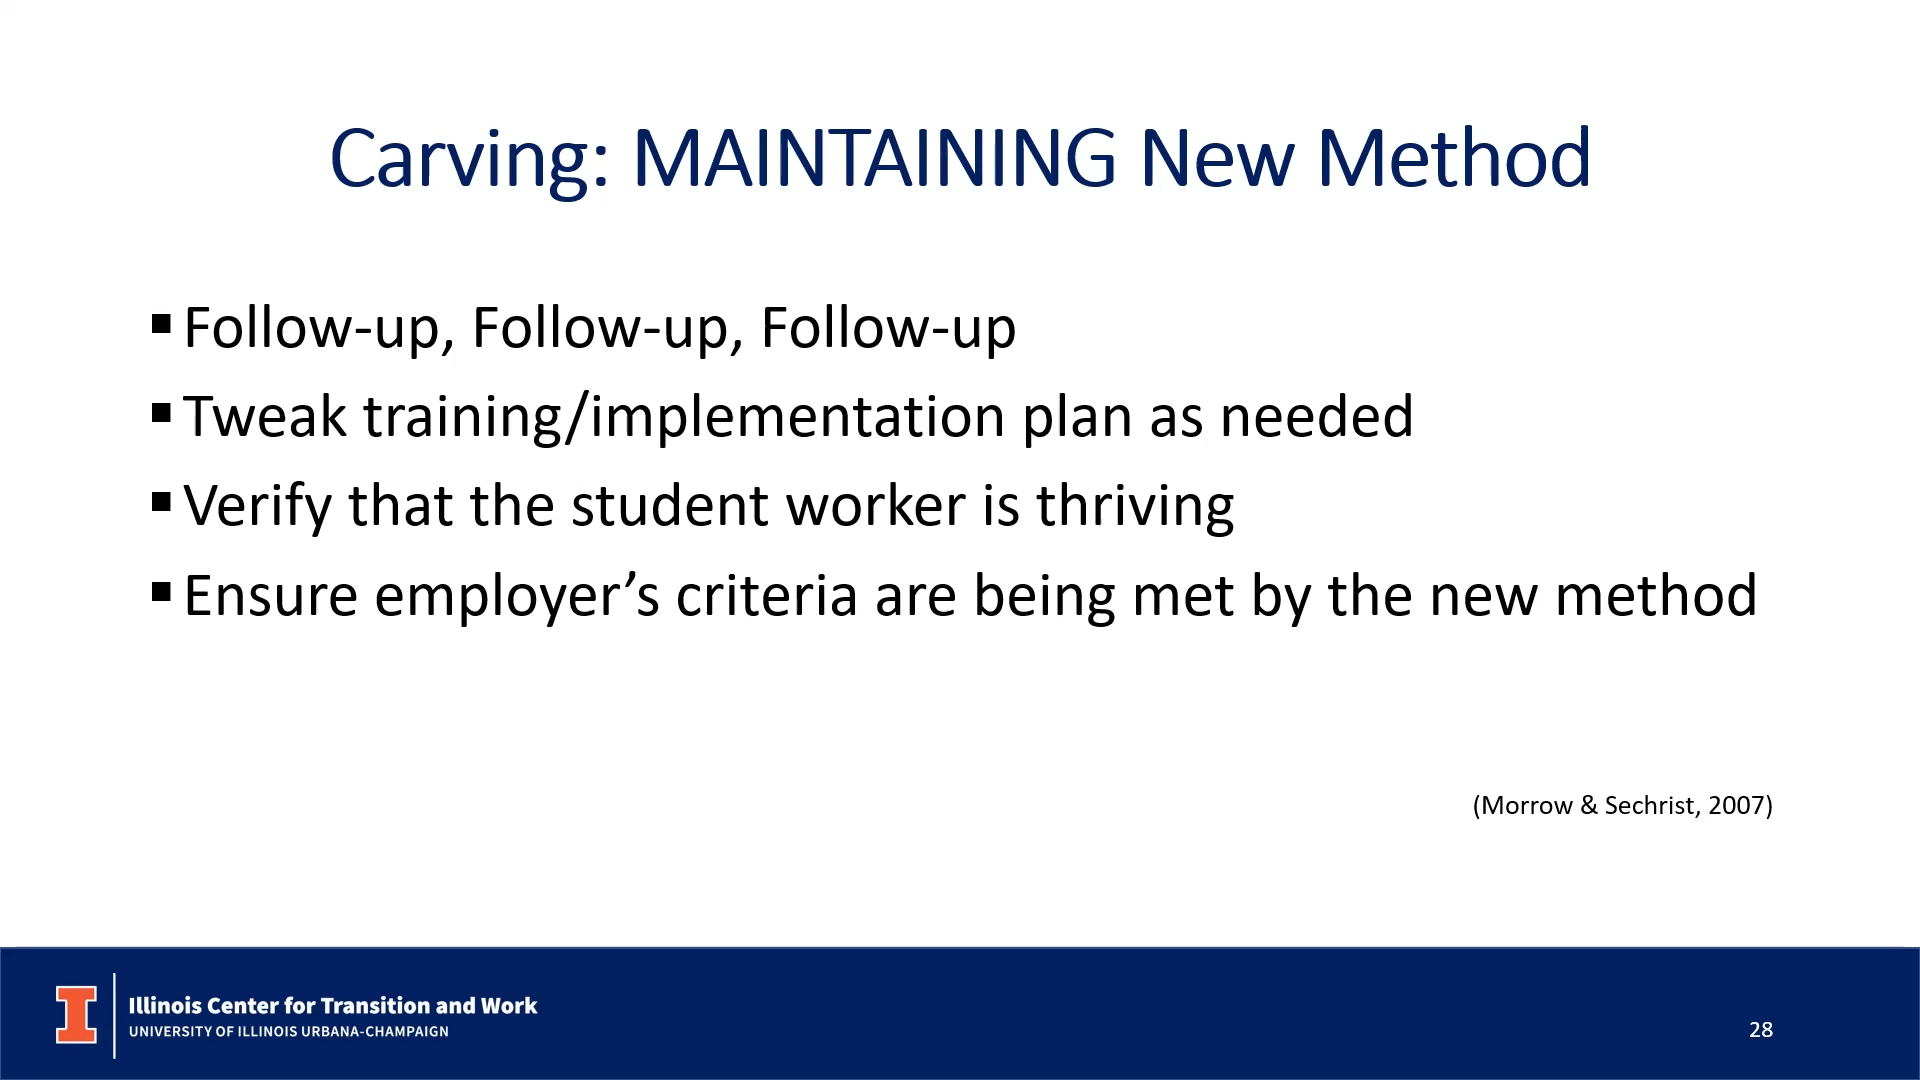 Carving: MAINTAINING New Method
▪ Follow-up, Follow-up, Follow-up
▪ Tweak training/implementation plan as needed
▪ Verify that the student worker is thriving
▪ Ensure employer’s criteria are being met by the new method
(Morrow & Sechrist, 2007)
I
Illinois Center for Transition and Work
UNIVERSITY OF ILLINOIS URBANA-CHAMPAIGN
28